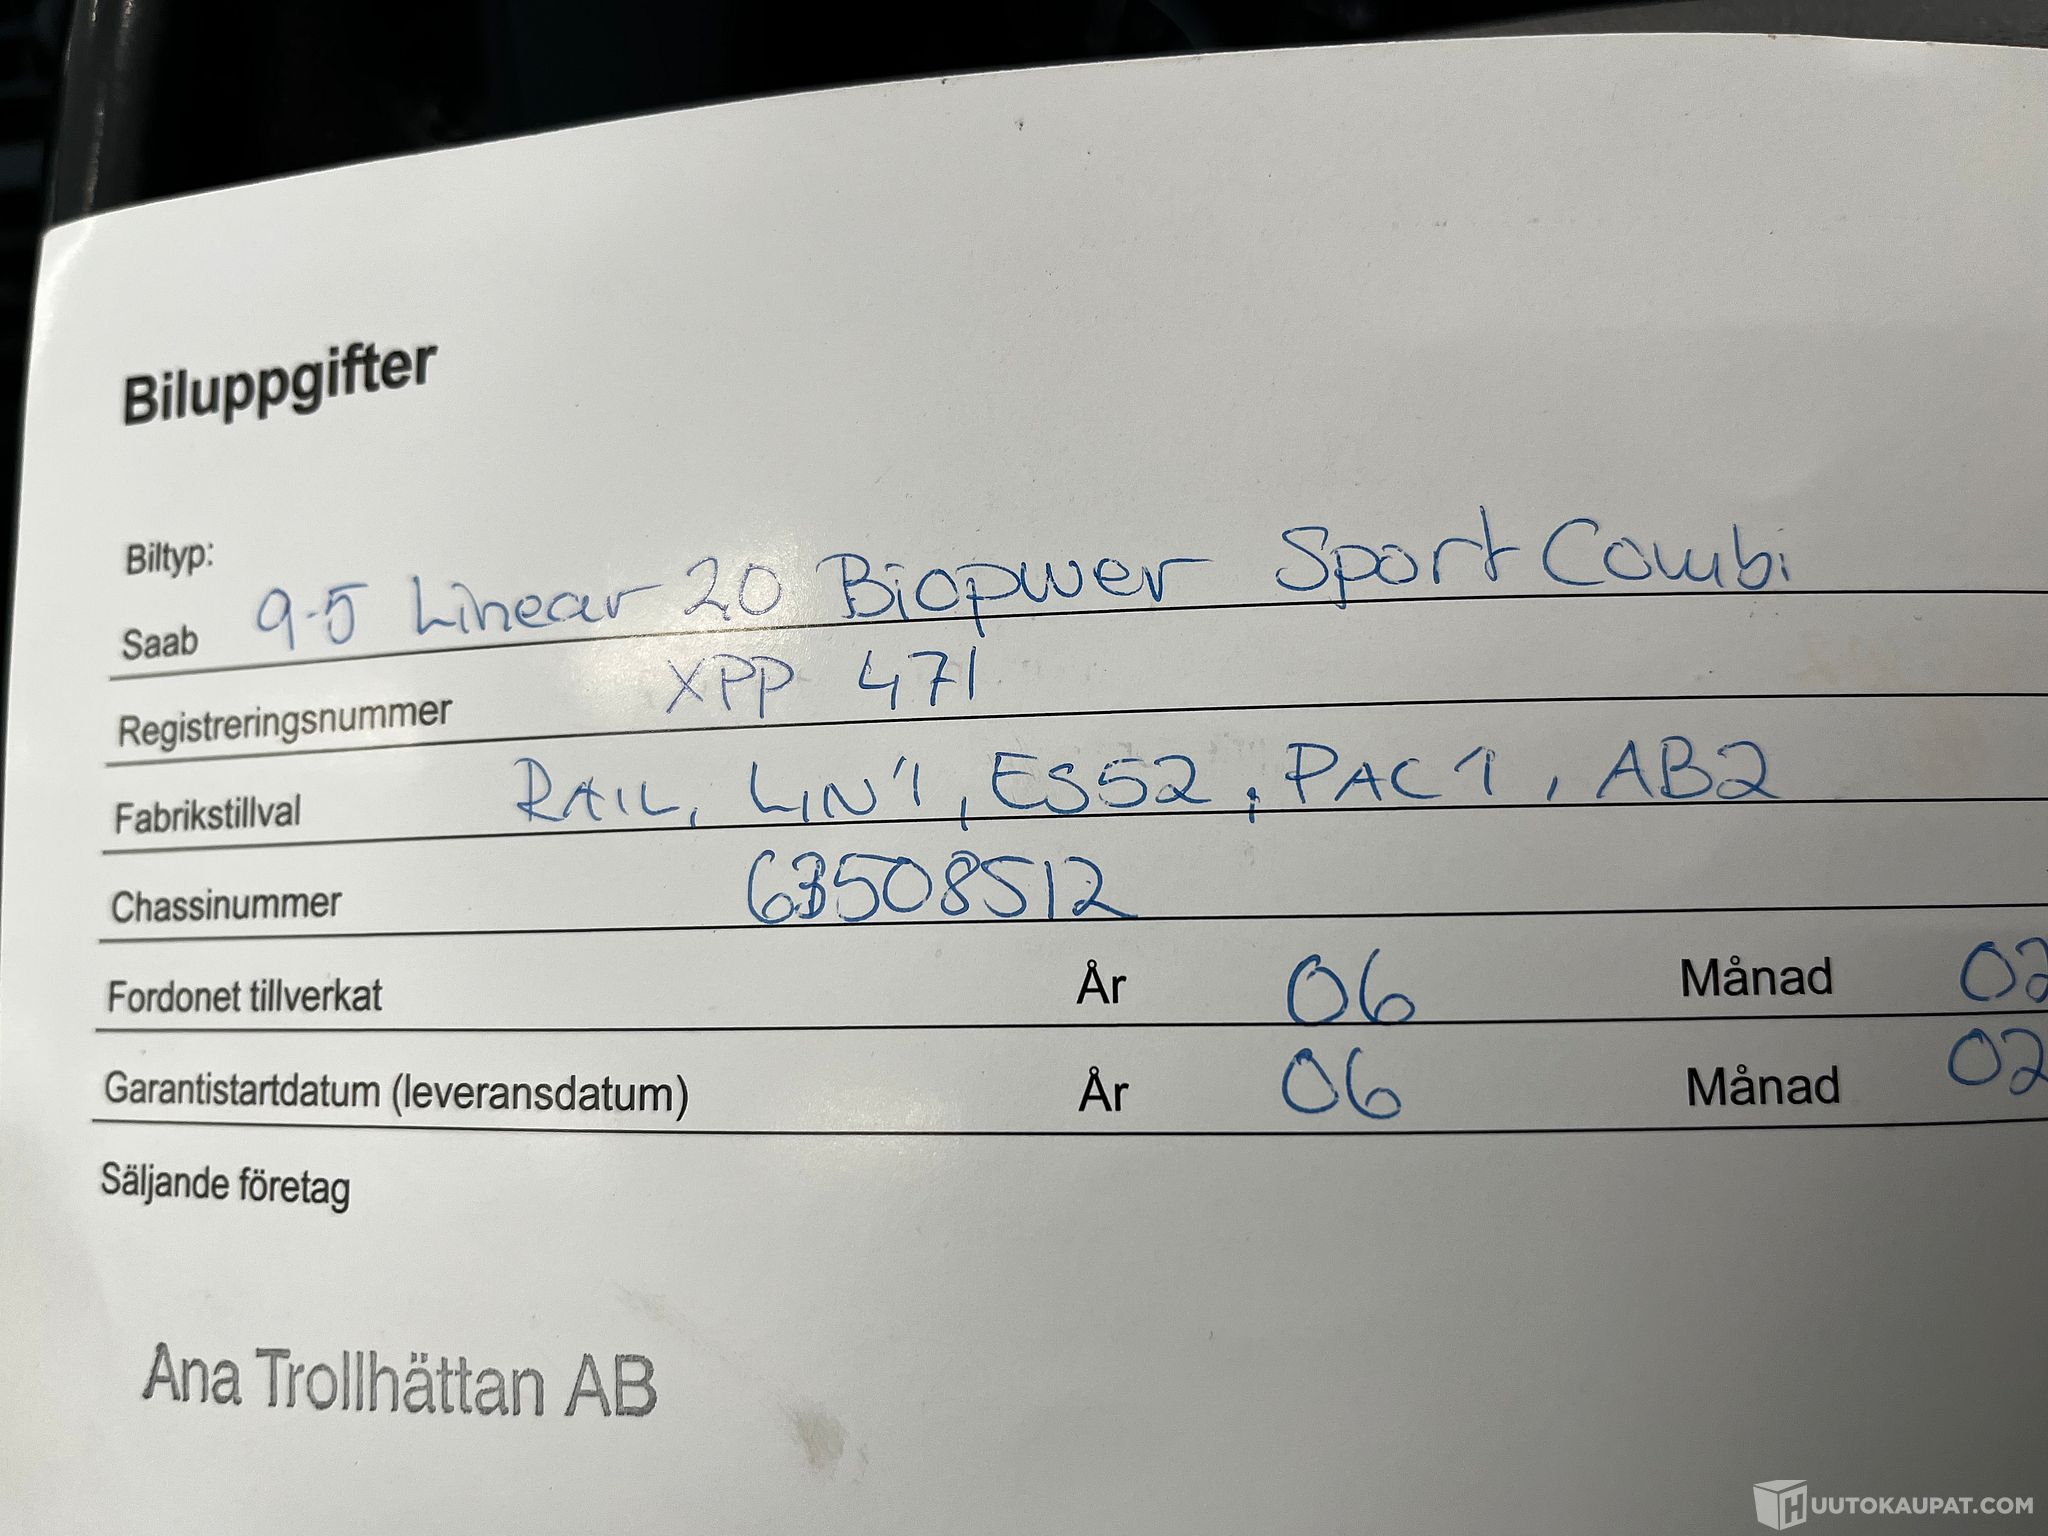 Biluppgifter
Biltyp:
Saab 9-5 Linear 20 Biopwer Sport Combi
Registreringsnummer XPP 471
Fabrikstillval RAIL, LIN1, ES52, PAC1, AB2
Chassinummer 63508512
Fordonet tillverkat År 06 Månad 02
Garantistartdatum (leveransdatum) År 06 Månad 02
Säljande företag
Ana Trollhättan AB
HUUTOKAUPAT.COM